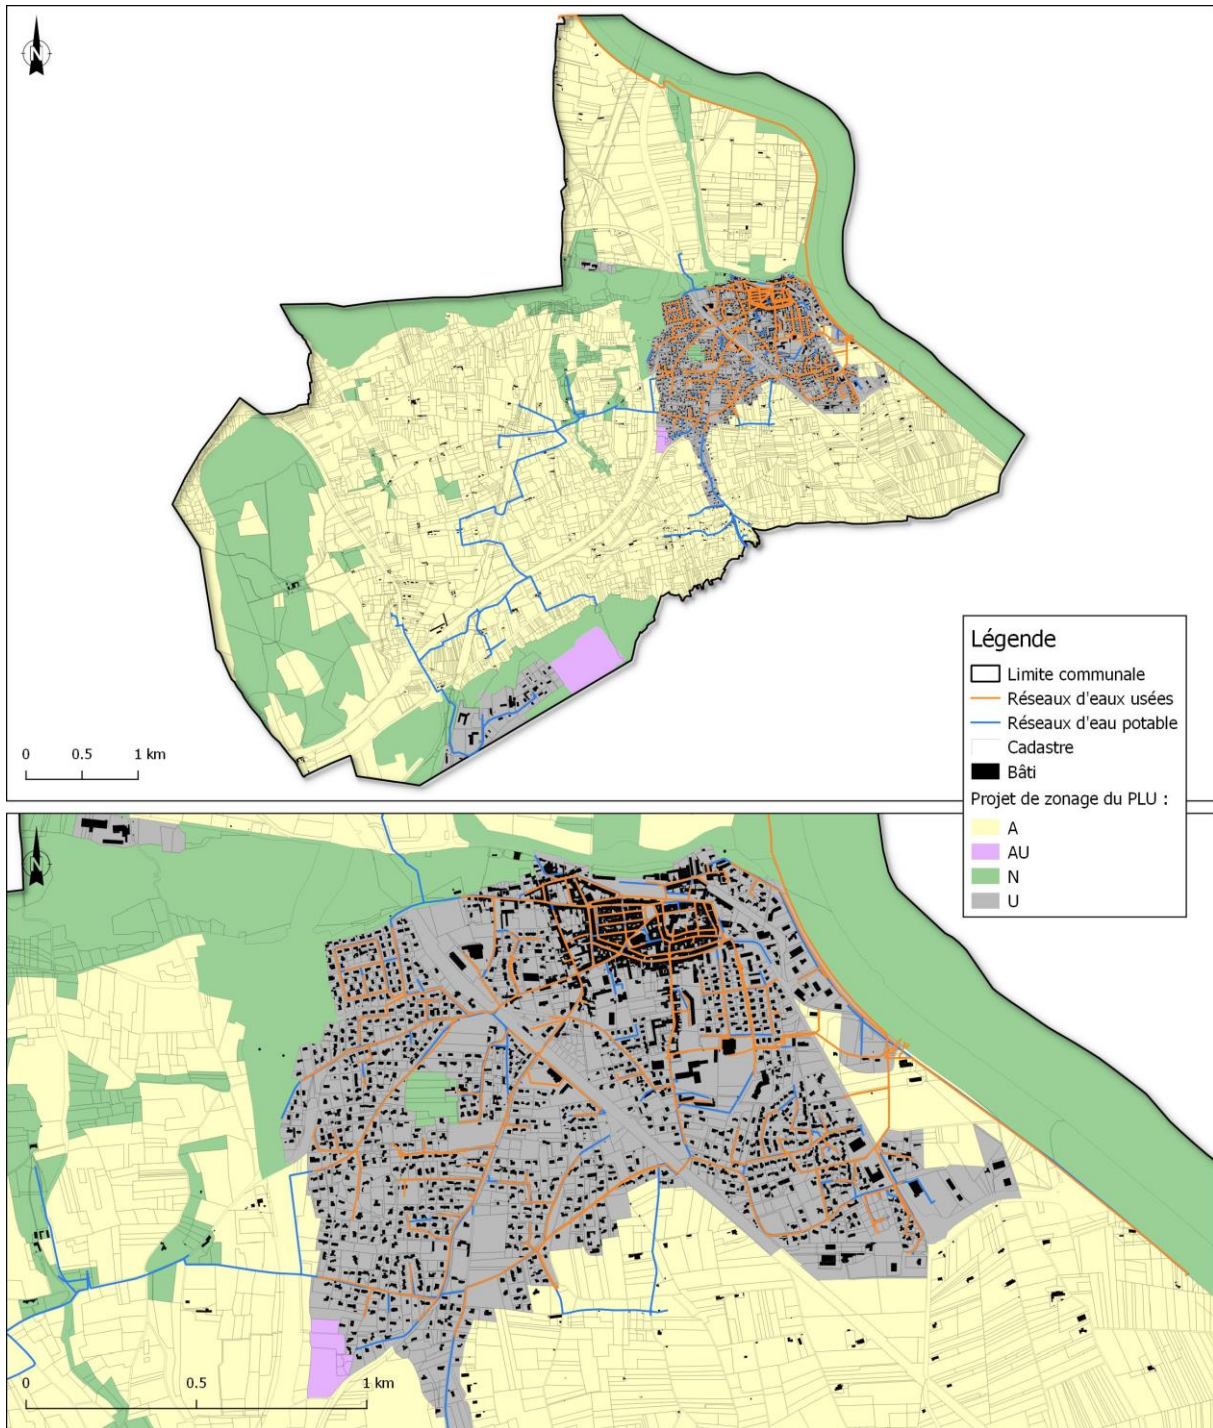 N
Légende
Limite communale
Réseaux d'eaux usées
Réseaux d'eau potable
Cadastre
Bâti
Projet de zonage du PLU :
A
AU
N
U
0 0.5 1 km
N
0 0.5 1 km